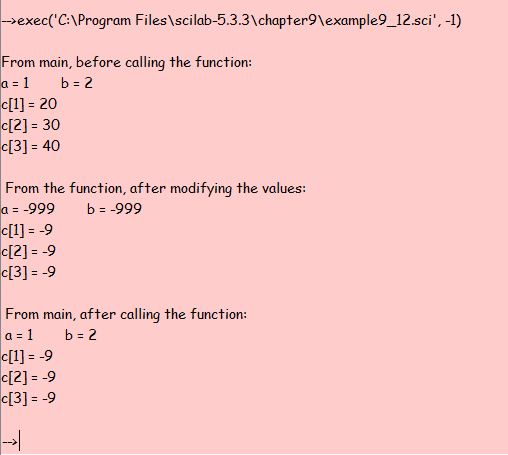 -->exec('C:\Program Files\scilab-5.3.3\chapter9\example9_12.sci', -1)
From main, before calling the function:
a = 1 b = 2
c[1] = 20
c[2] = 30
c[3] = 40
From the function, after modifying the values:
a = -999 b = -999
c[1] = -9
c[2] = -9
c[3] = -9
From main, after calling the function:
a = 1 b = 2
c[1] = -9
c[2] = -9
c[3] = -9
-->